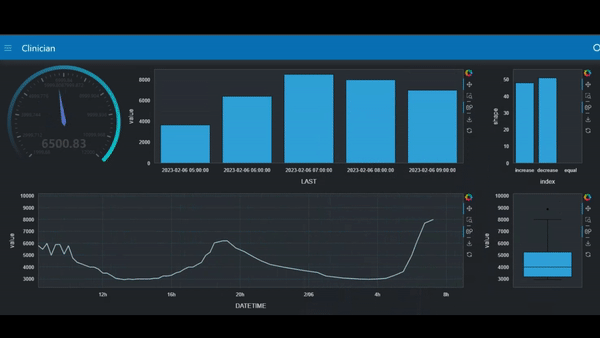 Clinician
6500.83
value
8000
6000
4000
2000
0
2023-02-06 05:00:00 2023-02-06 06:00:00 2023-02-06 07:00:00 2023-02-06 08:00:00 2023-02-06 09:00:00
LAST
shape
50
40
30
20
10
0
increase decrease equal
index
value
10000
9000
8000
7000
6000
5000
4000
3000
12h 16h 20h 2/06 4h 8h
DATETIME
value
10000
9000
8000
7000
6000
5000
4000
3000